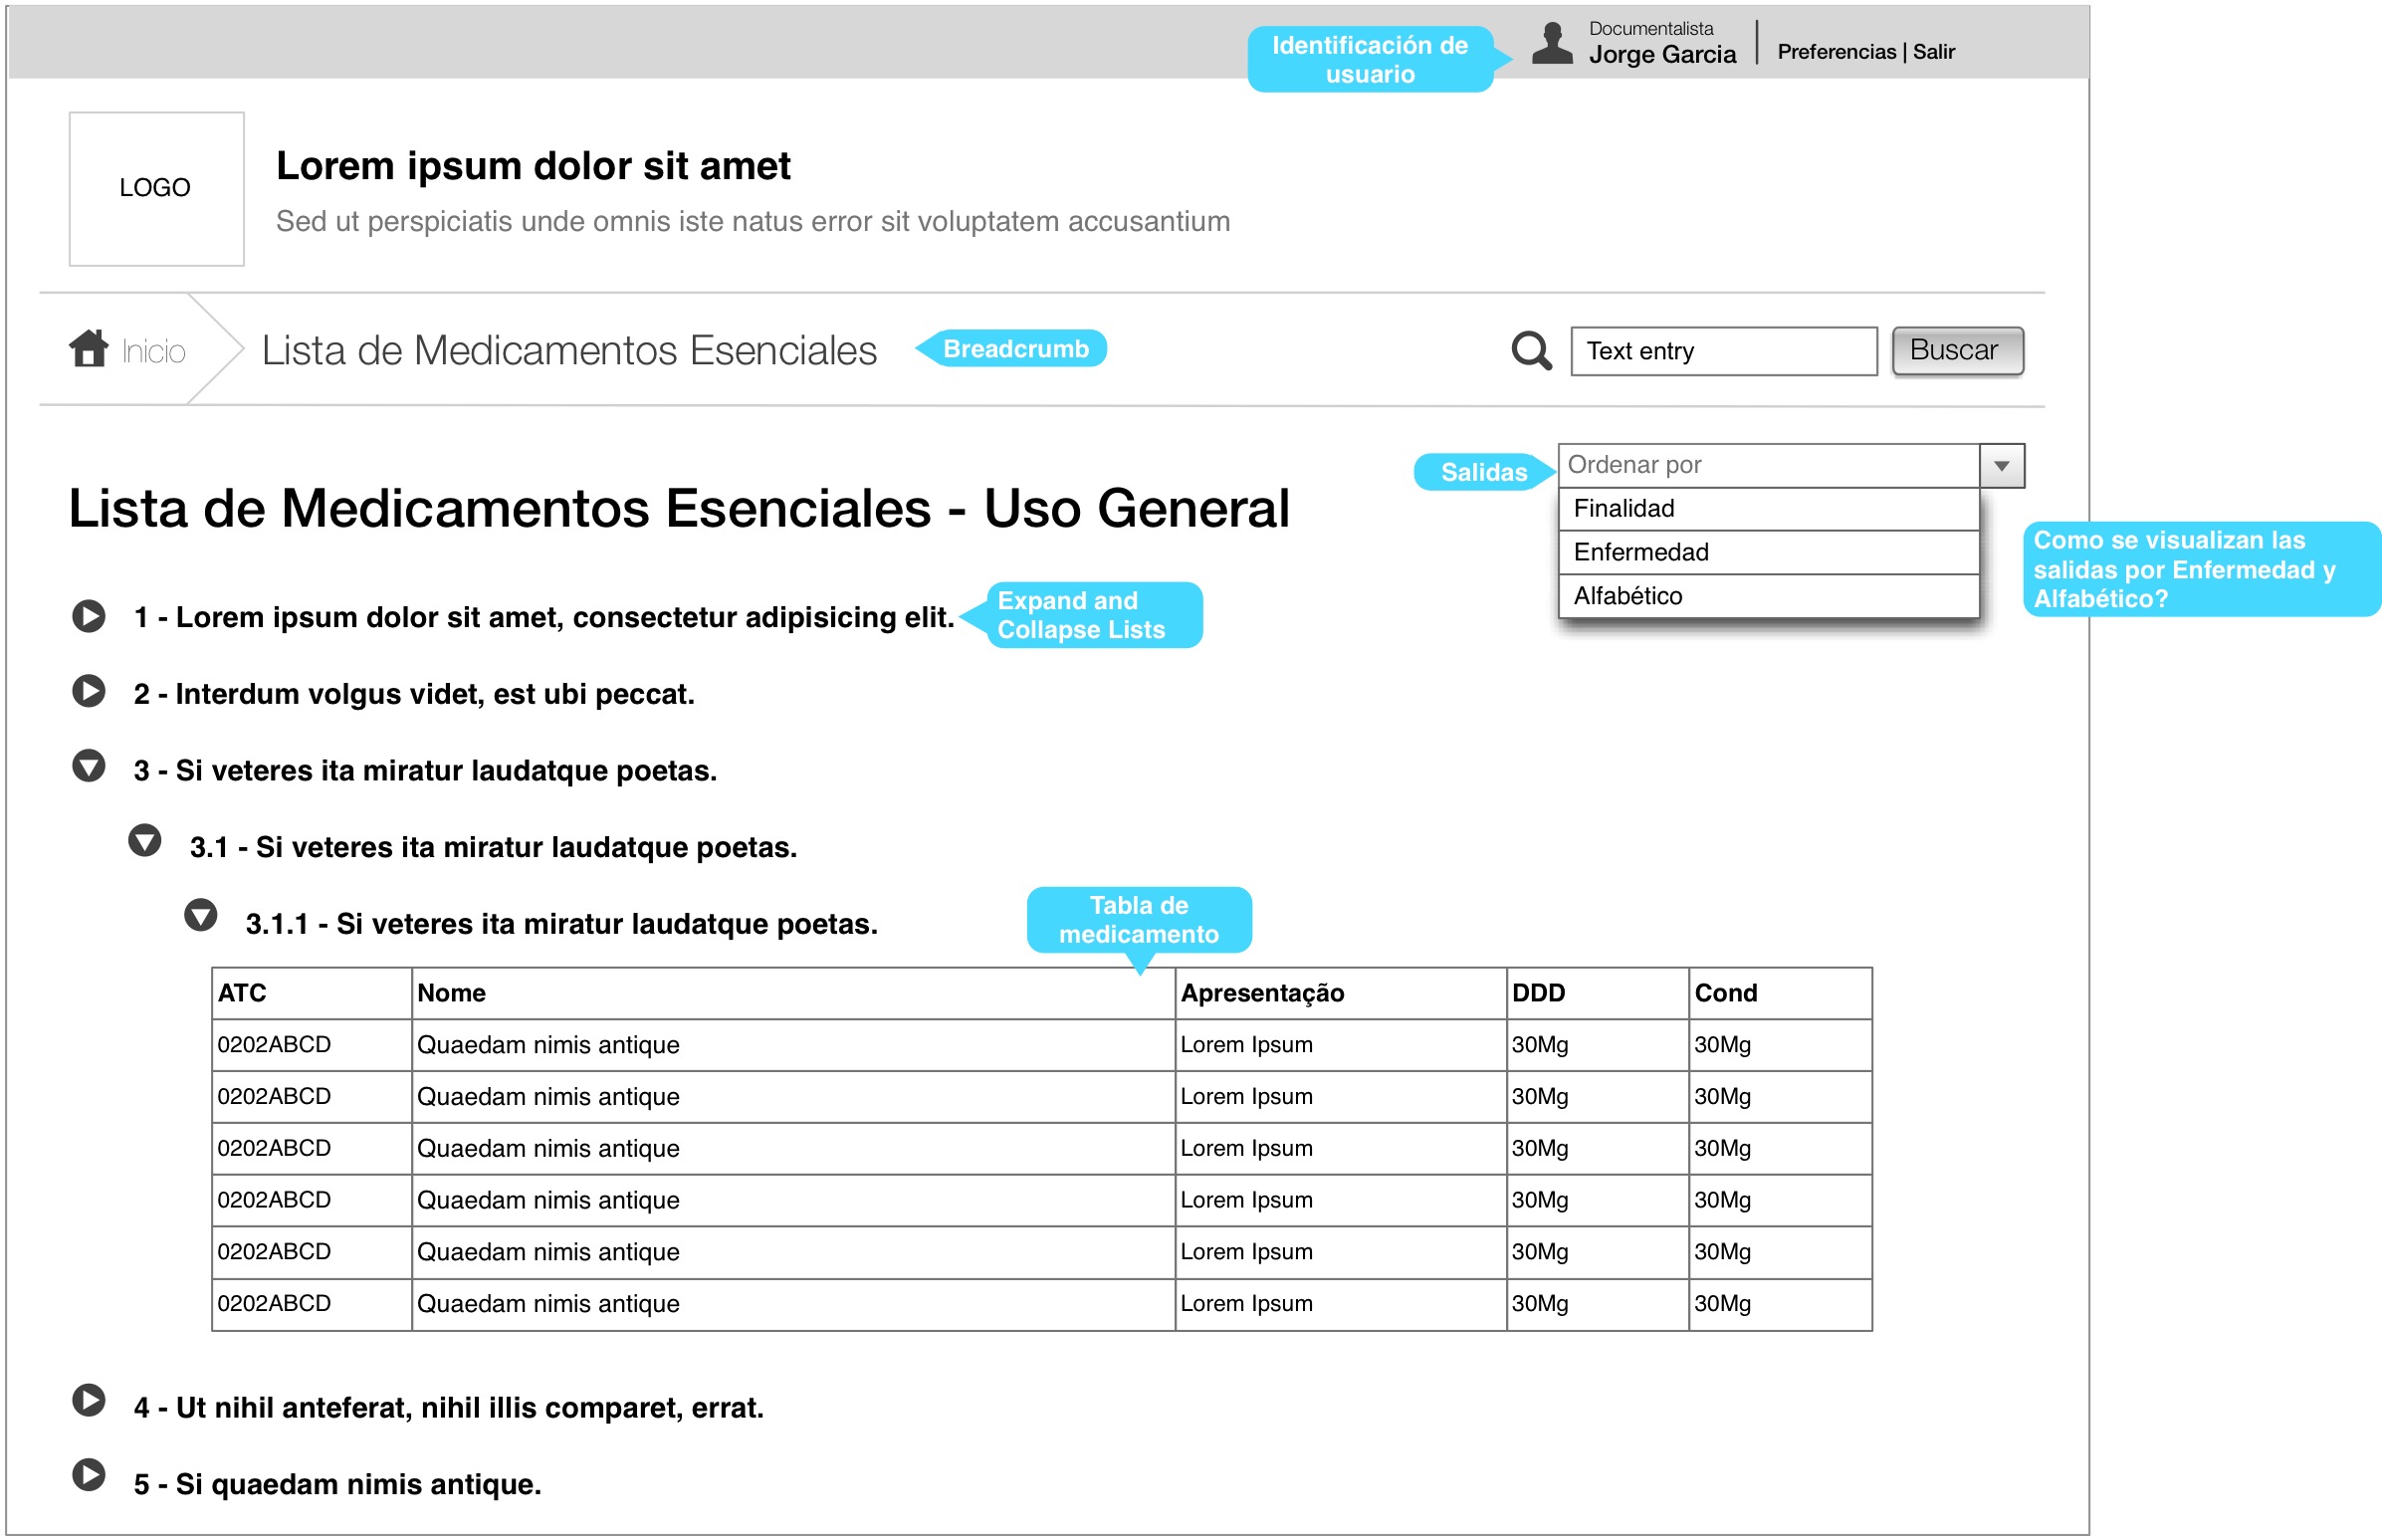 Identificación de
usuario
Documentalista
Jorge Garcia
Preferencias | Salir
LOGO
Lorem ipsum dolor sit amet
Sed ut perspiciatis unde omnis iste natus error sit voluptatem accusantium
Inicio
Lista de Medicamentos Esenciales
Breadcrumb
Text entry
Buscar
Salidas
Ordenar por
Finalidad
Enfermedad
Alfabético
Como se visualizan las
salidas por Enfermedad y
Alfabético?
Lista de Medicamentos Esenciales - Uso General
1 - Lorem ipsum dolor sit amet, consectetur adipisicing elit.
Expand and
Collapse Lists
2 - Interdum volgus videt, est ubi peccat.
3 - Si veteres ita miratur laudatque poetas.
3.1 - Si veteres ita miratur laudatque poetas.
3.1.1 - Si veteres ita miratur laudatque poetas.
Tabla de
medicamento
ATC Nome Apresentação DDD Cond
0202ABCD Quaedam nimis antique Lorem Ipsum 30Mg 30Mg
0202ABCD Quaedam nimis antique Lorem Ipsum 30Mg 30Mg
0202ABCD Quaedam nimis antique Lorem Ipsum 30Mg 30Mg
0202ABCD Quaedam nimis antique Lorem Ipsum 30Mg 30Mg
0202ABCD Quaedam nimis antique Lorem Ipsum 30Mg 30Mg
0202ABCD Quaedam nimis antique Lorem Ipsum 30Mg 30Mg
4 - Ut nihil anteferat, nihil illis comparet, errat.
5 - Si quaedam nimis antique.